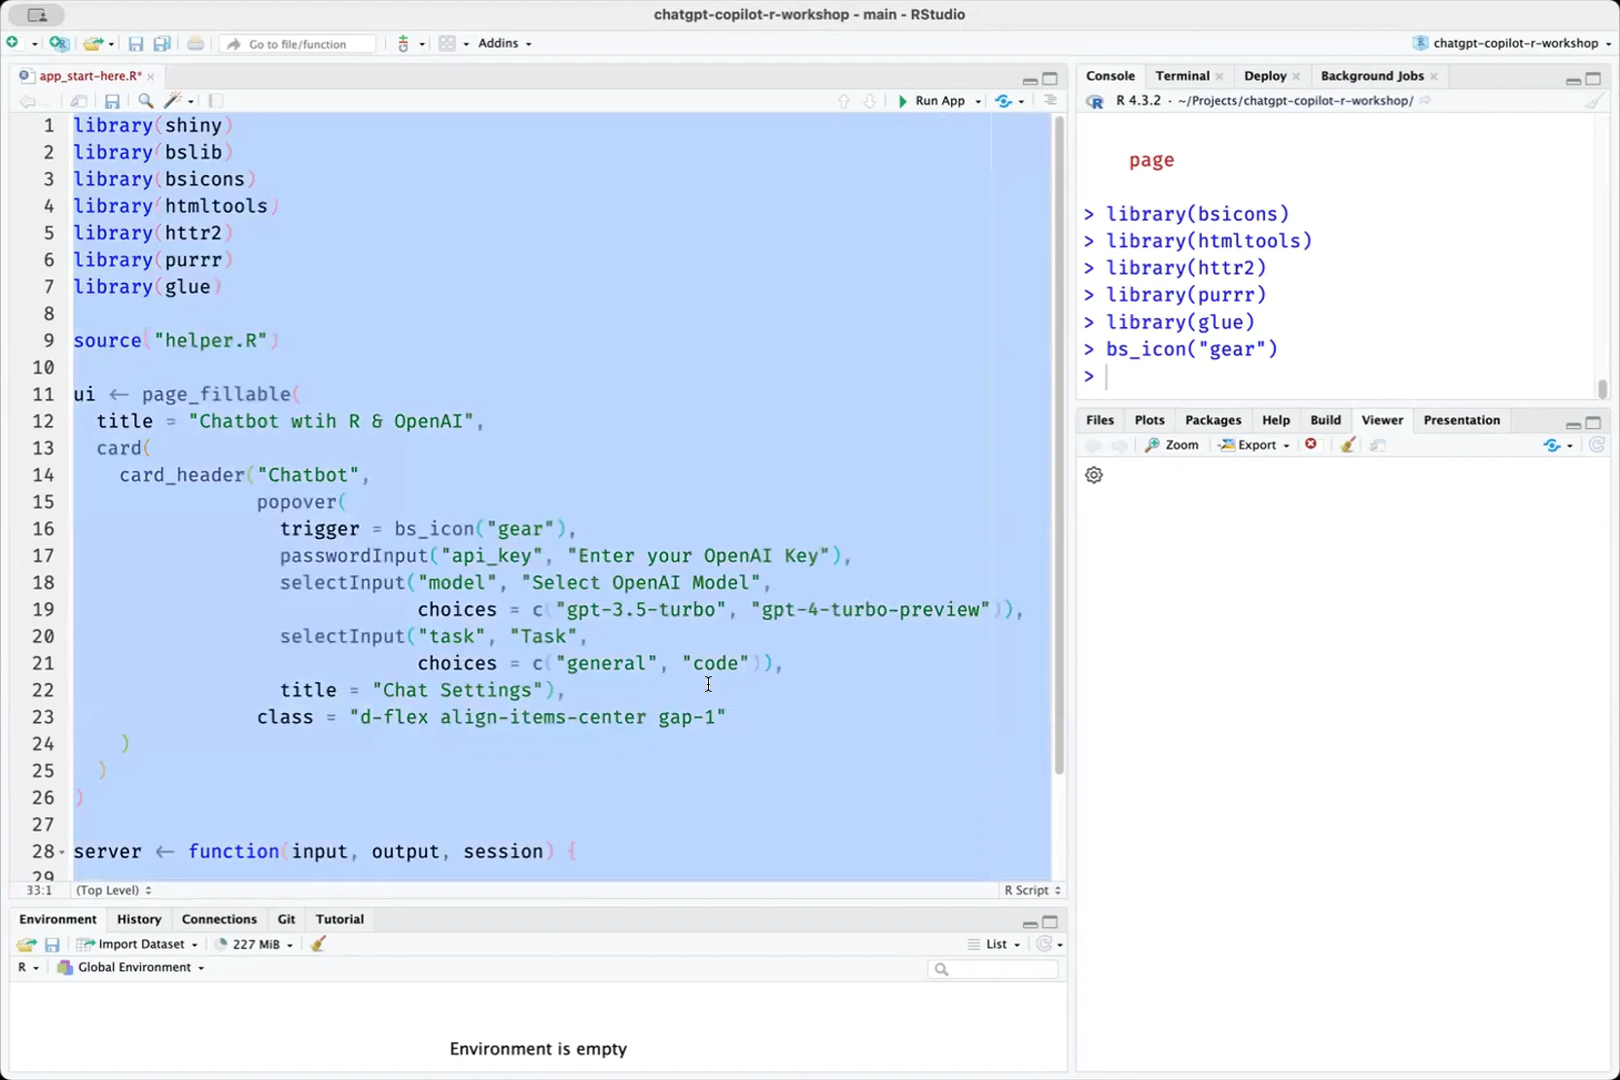 chatgpt-copilot-r-workshop - main - RStudio
Go to file/function
Addins
chatgpt-copilot-r-workshop
app_start-here.R*
Run App
1 library(shiny)
2 library(bslib)
3 library(bsicons)
4 library(htmltools)
5 library(httr2)
6 library(purrr)
7 library(glue)
8
9 source("helper.R")
10
11 ui <- page_fillable(
12 title = "Chatbot wtih R & OpenAI",
13 card(
14 card_header("Chatbot",
15 popover(
16 trigger = bs_icon("gear"),
17 passwordInput("api_key", "Enter your OpenAI Key"),
18 selectInput("model", "Select OpenAI Model",
19 choices = c("gpt-3.5-turbo", "gpt-4-turbo-preview")),
20 selectInput("task", "Task",
21 choices = c("general", "code")),
22 title = "Chat Settings"),
23 class = "d-flex align-items-center gap-1"
24 )
25 )
26 )
27
28 server <- function(input, output, session) {
29
33:1 (Top Level) R Script
Environment History Connections Git Tutorial
Import Dataset 227 MiB List
R Global Environment
Environment is empty
Console Terminal Deploy Background Jobs
R 4.3.2 · ~/Projects/chatgpt-copilot-r-workshop/
page
> library(bsicons)
> library(htmltools)
> library(httr2)
> library(purrr)
> library(glue)
> bs_icon("gear")
>
Files Plots Packages Help Build Viewer Presentation
Zoom Export